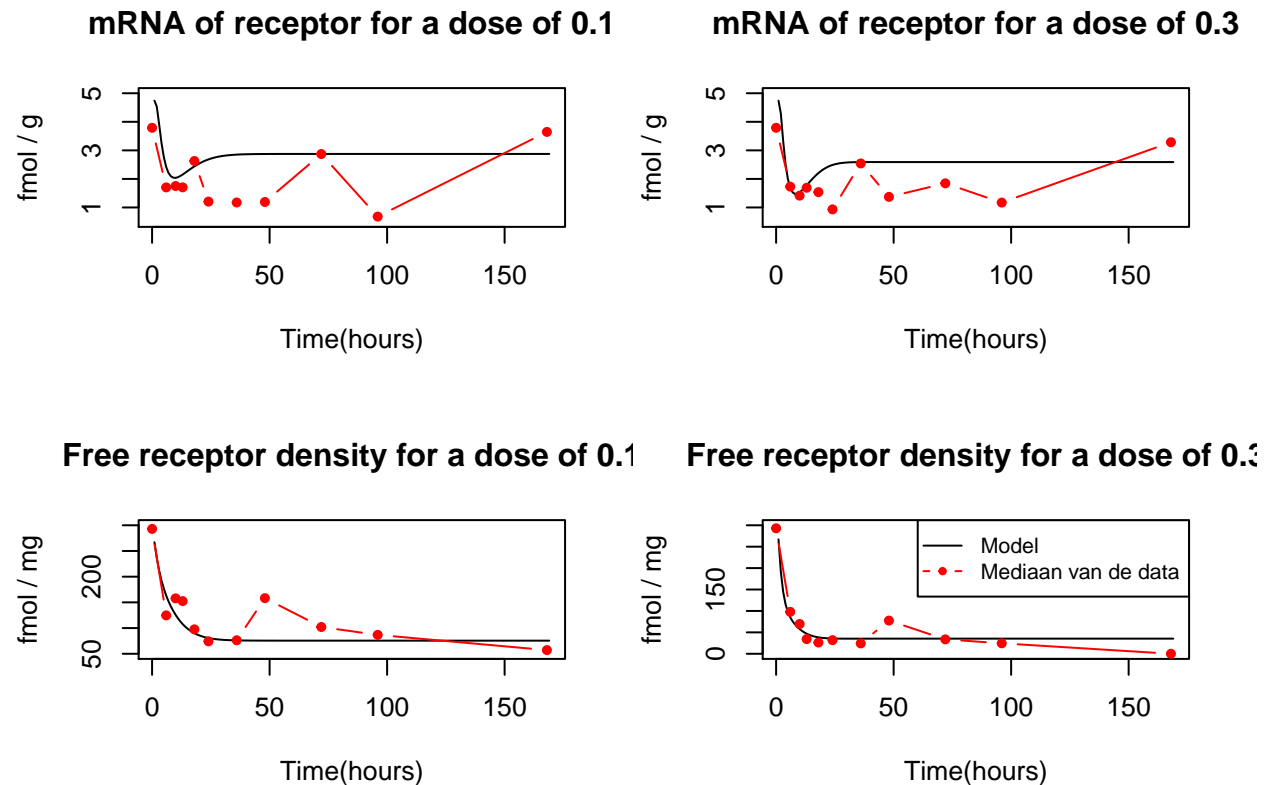 mRNA of receptor for a dose of 0.1
fmol / g
5
3
1
0 50 100 150
Time(hours)
mRNA of receptor for a dose of 0.3
fmol / g
5
3
1
0 50 100 150
Time(hours)
Free receptor density for a dose of 0.1
fmol / mg
200
50
0 50 100 150
Time(hours)
Free receptor density for a dose of 0.3
fmol / mg
150
0
Model
Mediaan van de data
0 50 100 150
Time(hours)